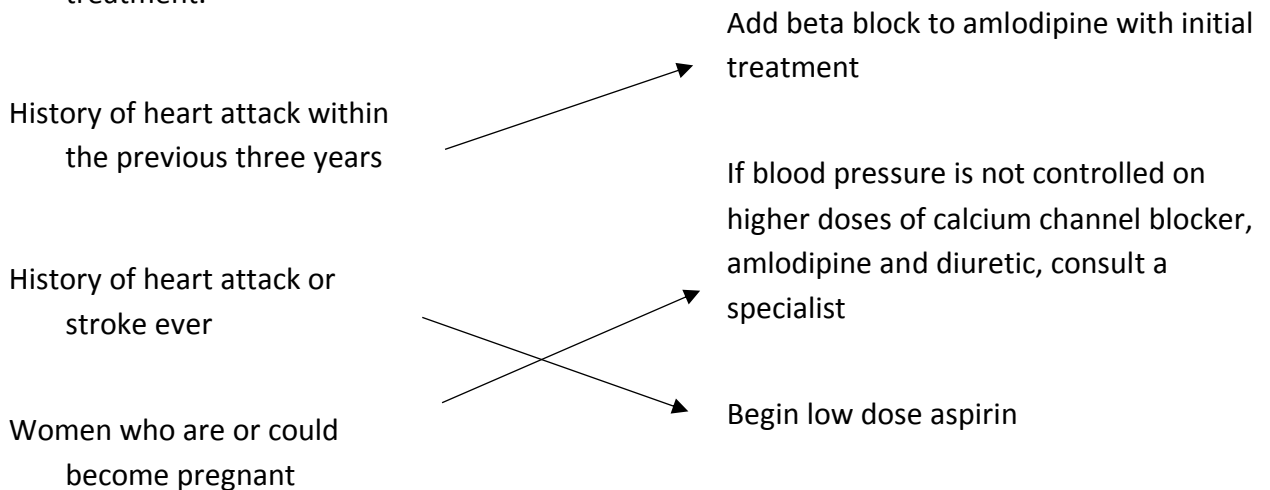 treatment.
Add beta block to amlodipine with initial
treatment
History of heart attack within
the previous three years
If blood pressure is not controlled on
higher doses of calcium channel blocker,
amlodipine and diuretic, consult a
specialist
History of heart attack or
stroke ever
Begin low dose aspirin
Women who are or could
become pregnant